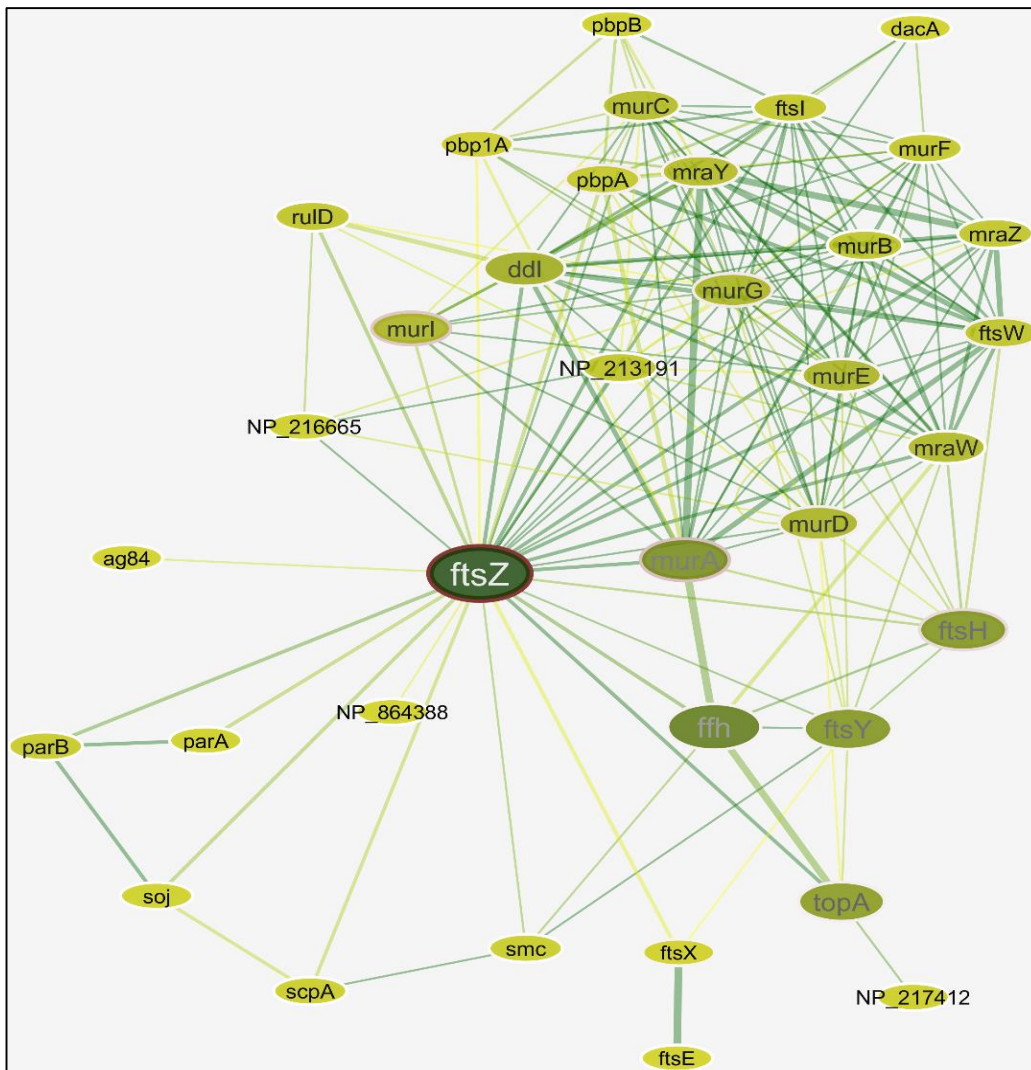 pbpB
dacA
murC
ftsI
pbp1A
murF
pbpA
mraY
rulD
mraZ
murB
ddl
murG
murI
ftsW
NP_213191
murE
NP_216665
mraW
murD
ag84
ftsZ
murA
ftsH
NP_864388
ffh
ftsY
parB
parA
soj
topA
smc
ftsX
scpA
NP_217412
ftsE